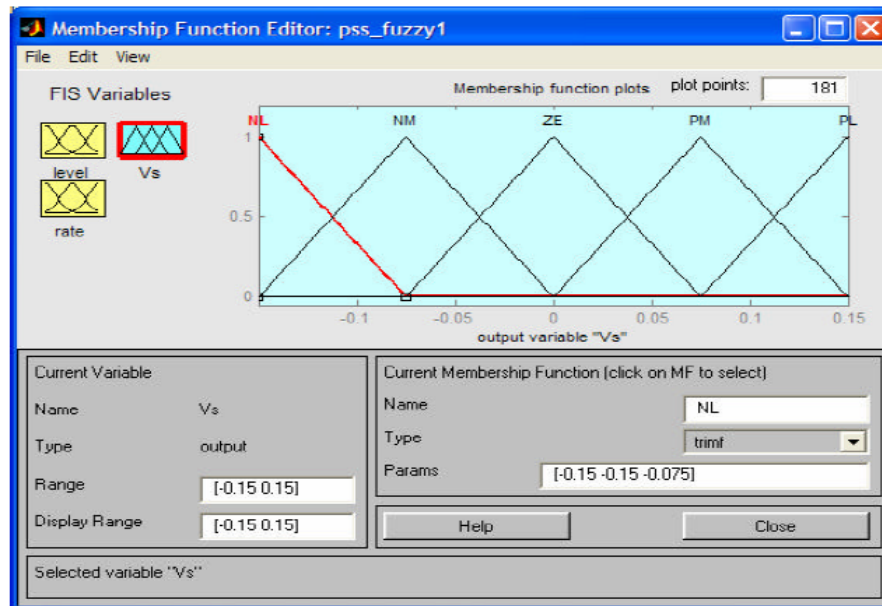 Membership Function Editor: pss_fuzzy1
File Edit View
FIS Variables
Membership function plots plot points: 181
level Vs
rate
NL NM ZE PM PL
1
0.5
0
-0.1 -0.05 0 0.05 0.1 0.15
output variable "Vs"
Current Variable
Name Vs
Type output
Range [-0.15 0.15]
Display Range [-0.15 0.15]
Current Membership Function (click on MF to select)
Name NL
Type trimf
Params [-0.15 -0.15 -0.075]
Help Close
Selected variable "Vs"